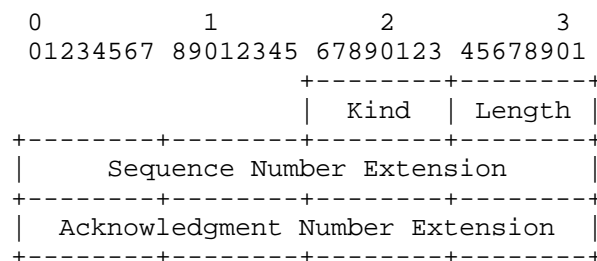 0 1 2 3
01234567 89012345 67890123 45678901
+--------+--------+
| Kind | Length |
+--------+--------+--------+--------+
| Sequence Number Extension |
+--------+--------+--------+--------+
| Acknowledgment Number Extension |
+--------+--------+--------+--------+